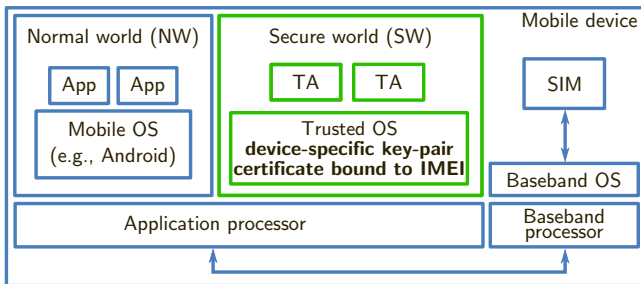 Mobile device
Normal world (NW)
App App
Mobile OS
(e.g., Android)
Secure world (SW)
TA TA
Trusted OS
device-specific key-pair
certificate bound to IMEI
SIM
Baseband OS
Application processor
Baseband
processor